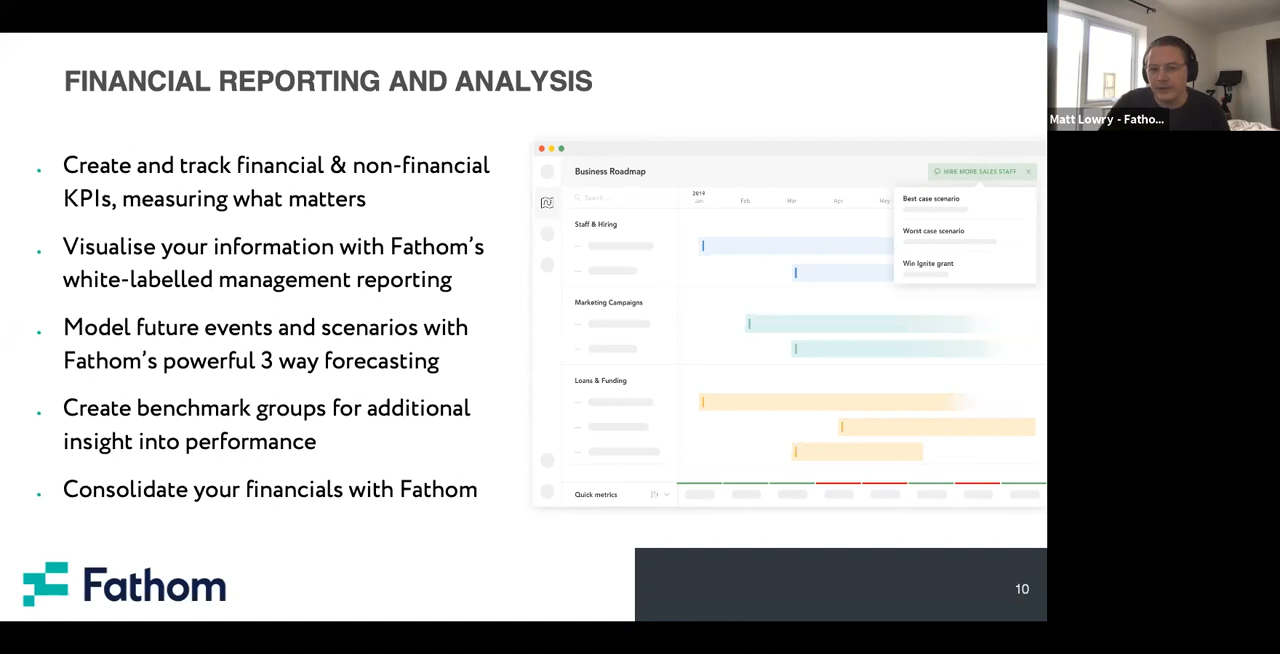 FINANCIAL REPORTING AND ANALYSIS
Create and track financial & non-financial
KPIs, measuring what matters
Visualise your information with Fathom's
white-labelled management reporting
Model future events and scenarios with
Fathom's powerful 3 way forecasting
Create benchmark groups for additional
insight into performance
Consolidate your financials with Fathom
Business Roadmap
HIRE MORE SALES STAFF
Search ...
2019
Jan Feb Mar Apr May
Best case scenario
Worst case scenario
Win Ignite grant
Staff & Hiring
Marketing Campaigns
Loans & Funding
Quick metrics
Fathom
10
Matt Lowry - Fatho...